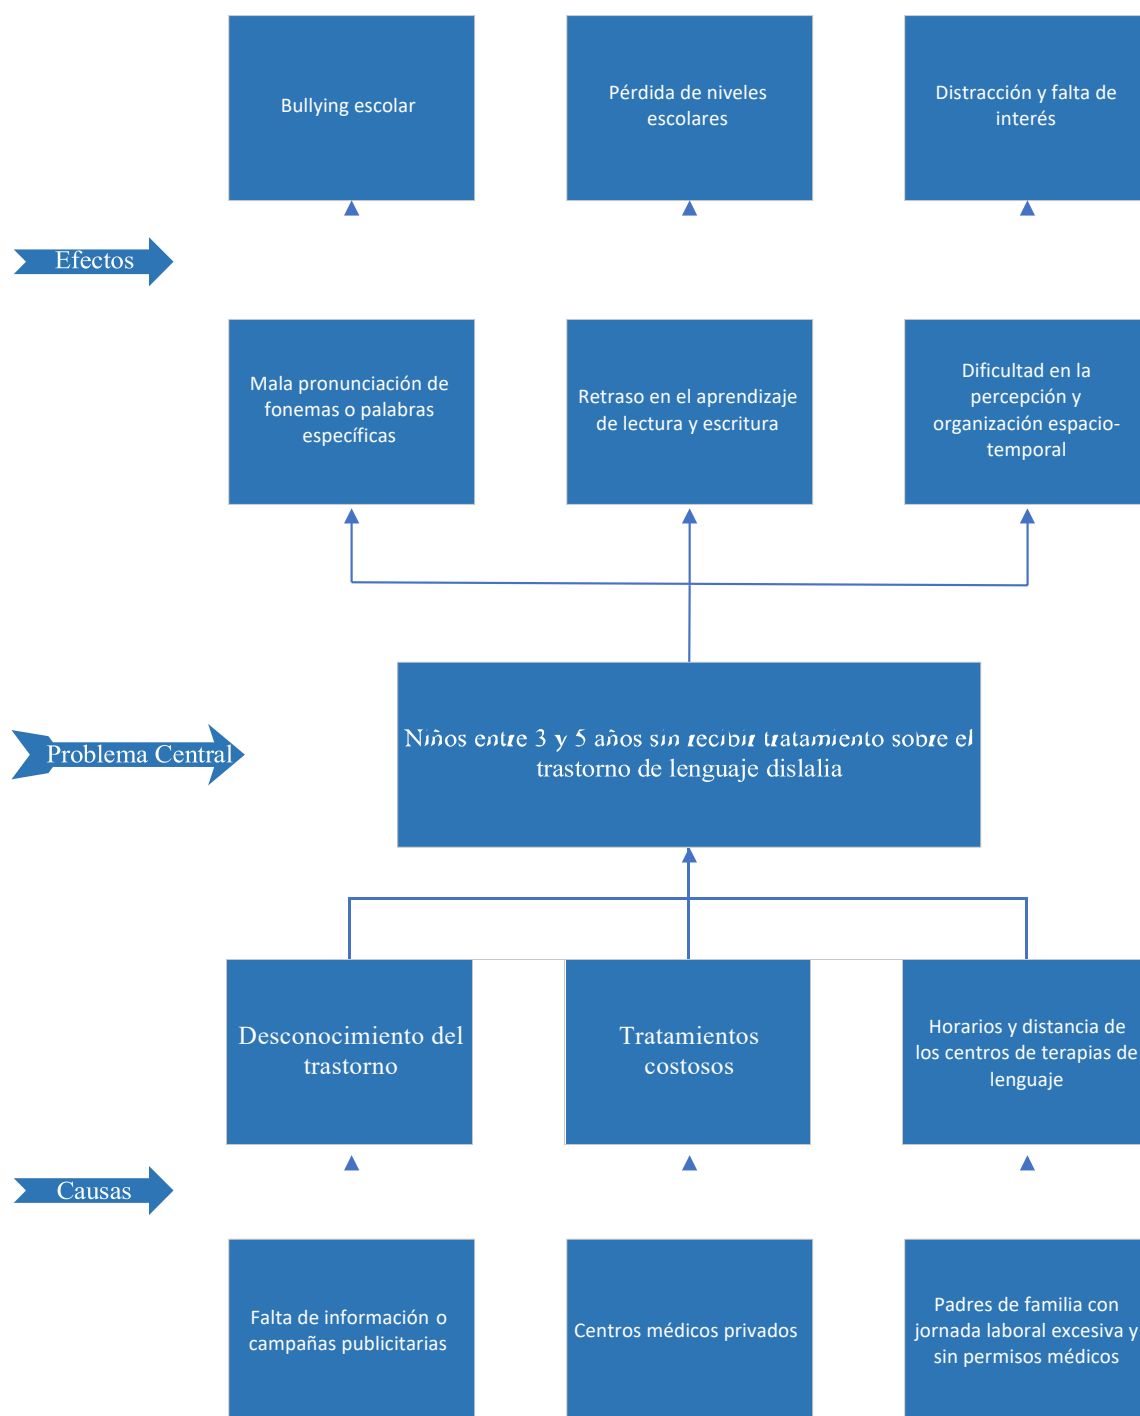 Bullying escolar
Pérdida de niveles
escolares
Distracción y falta de
interés
Efectos
Mala pronunciación de
fonemas o palabras
específicas
Retraso en el aprendizaje
de lectura y escritura
Dificultad en la
percepción y
organización espacio-
temporal
Problema Central
Niños entre 3 y 5 años sin recibir tratamiento sobre el
trastorno de lenguaje dislalia
Desconocimiento del
trastorno
Tratamientos
costosos
Horarios y distancia de
los centros de terapias de
lenguaje
Causas
Falta de información o
campañas publicitarias
Centros médicos privados
Padres de familia con
jornada laboral excesiva y
sin permisos médicos